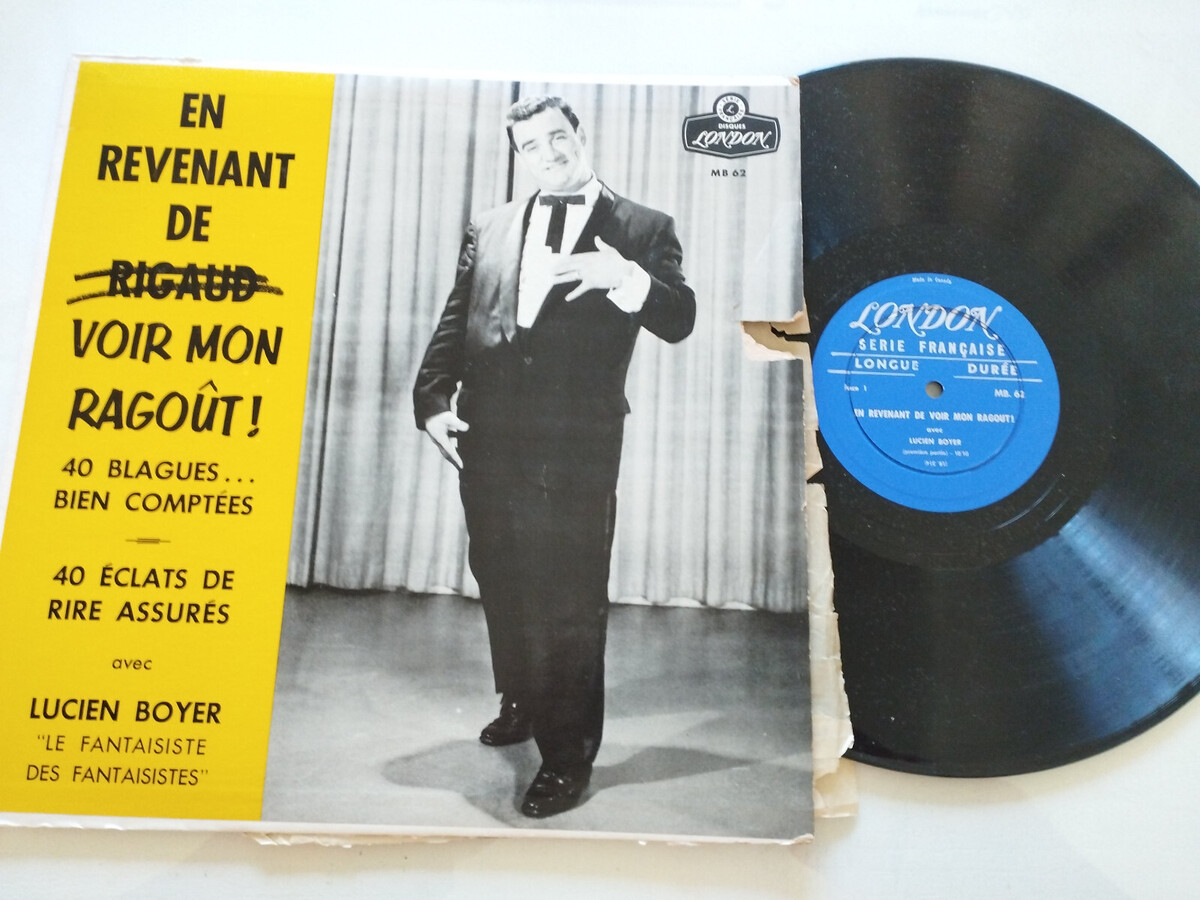 EN
REVENANT
DE
RIGAUD
VOIR MON
RAGOÛT!
40 BLAGUES...
BIEN COMPTÉES
40 ÉCLATS DE
RIRE ASSURÉS
avec
LUCIEN BOYER
"LE FANTAISISTE
DES FANTAISISTES"
DISQUES
LONDON
MB 62
Made in Canada
LONDON
SERIE FRANÇAISE
LONGUE DURÉE
Face 1 MB. 62
EN REVENANT DE VOIR MON RAGOUT!
avec
LUCIEN BOYER
(première partie)